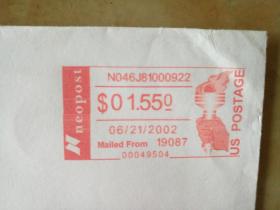 neopost
N046J81000922
$01.550
06/21/2002
Mailed From 19087
00049504
US POSTAGE